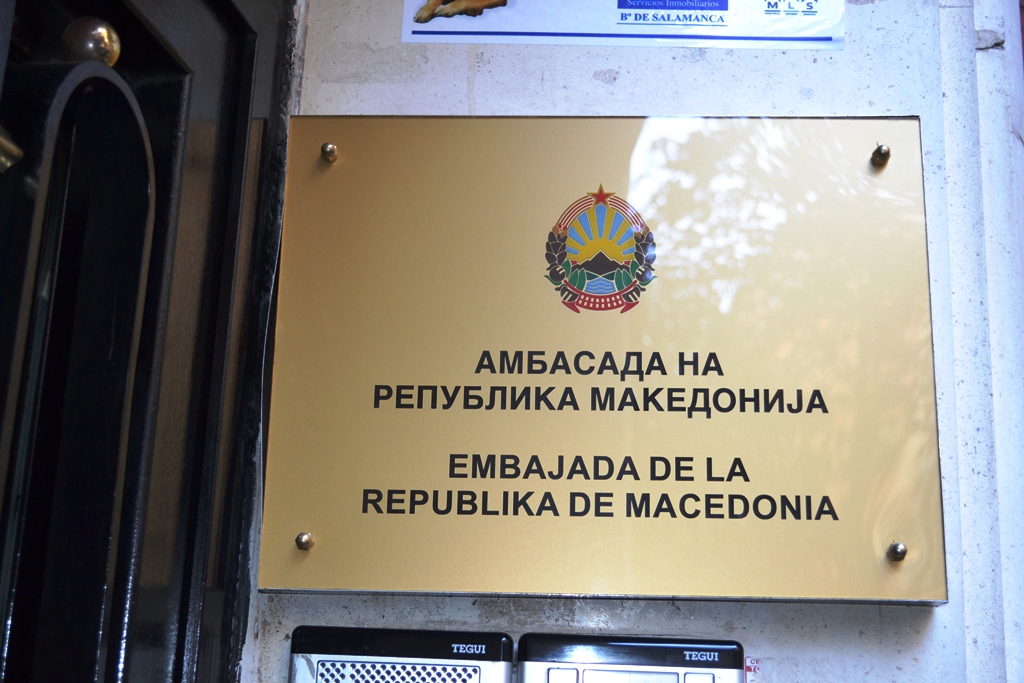 Servicios Inmobiliarios
Bº DE SALAMANCA
MLS
АМБАСАДА НА
РЕПУБЛИКА МАКЕДОНИЈА
EMBAJADA DE LA
REPUBLIKA DE MACEDONIA
TEGUI
TEGUI